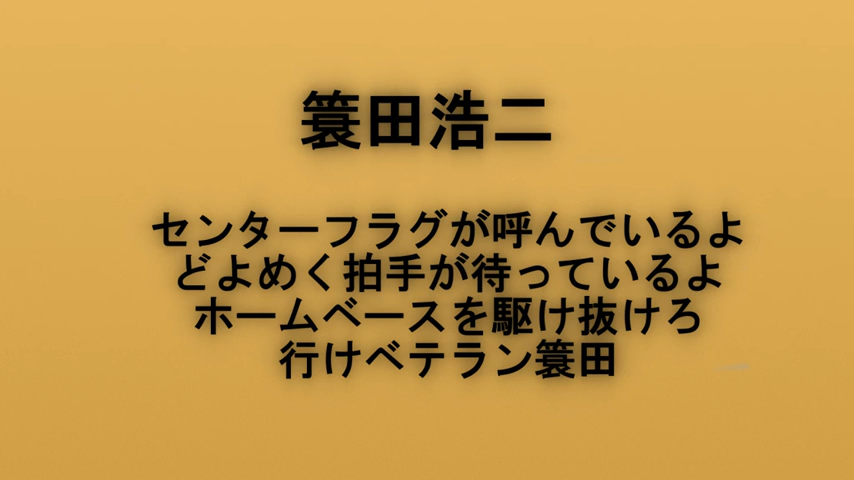 簑田浩二
センターフラグが呼んでいるよ
どよめく拍手が待っているよ
ホームベースを駆け抜けろ
行けベテラン簑田